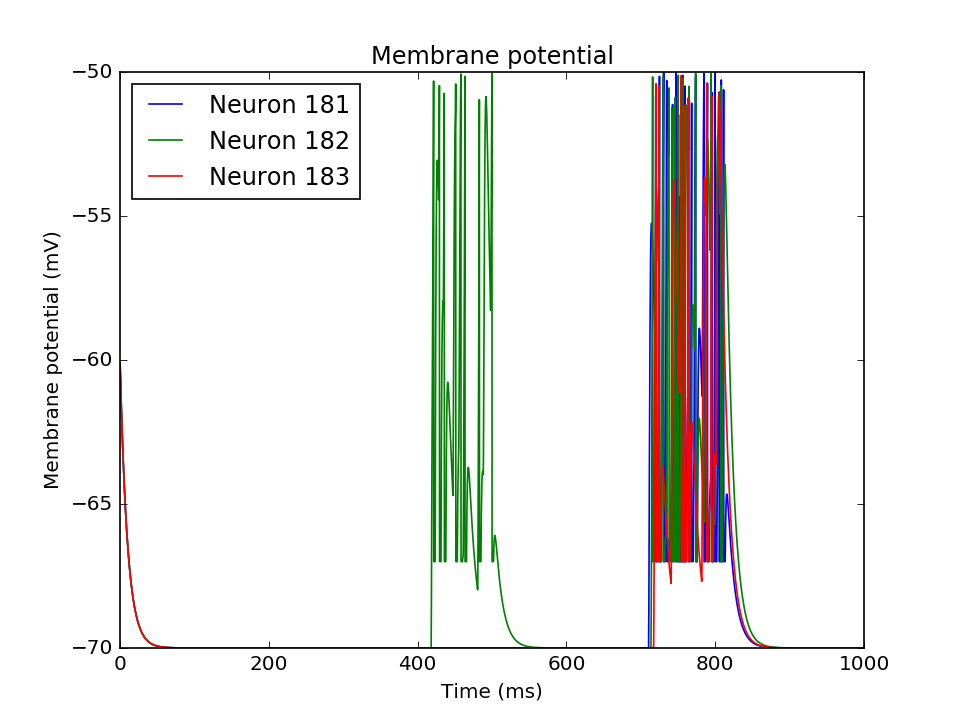 Membrane potential
Neuron 181
Neuron 182
Neuron 183
Membrane potential (mV)
−50
−55
−60
−65
−70
0 200 400 600 800 1000
Time (ms)